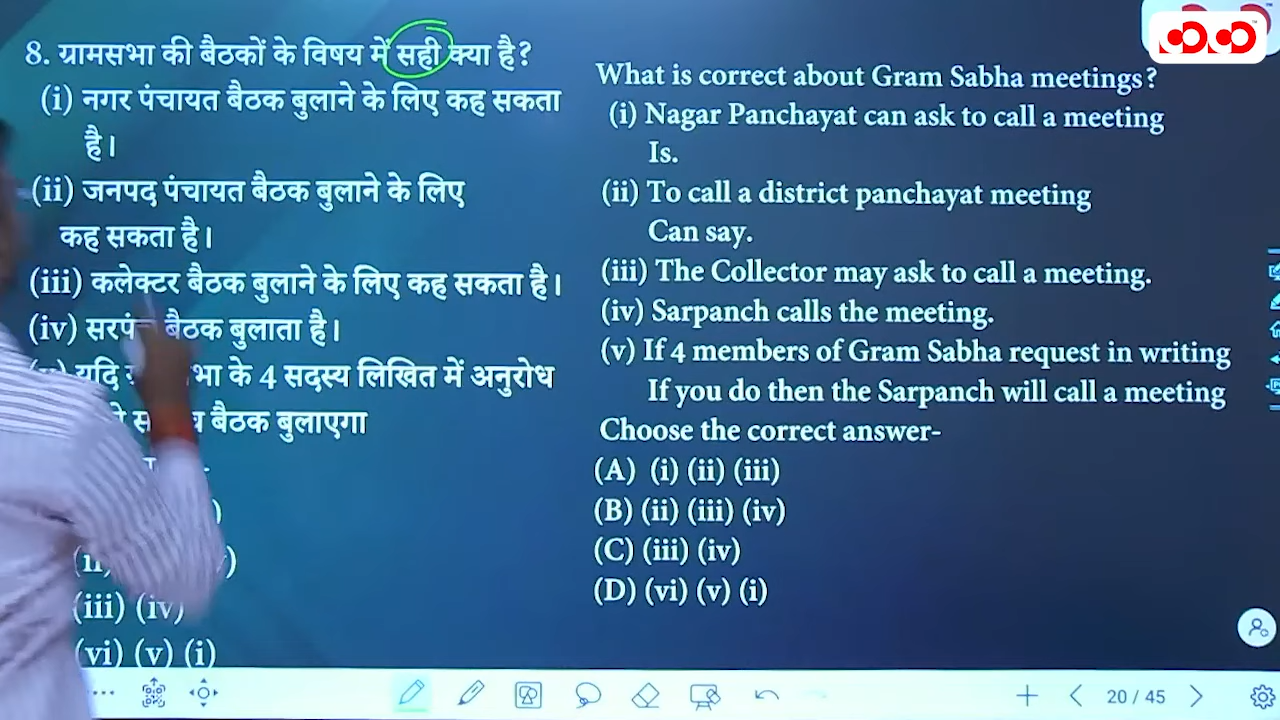 8. ग्रामसभा की बैठकों के विषय में सही क्या है?
(i) नगर पंचायत बैठक बुलाने के लिए कह सकता
है।
(ii) जनपद पंचायत बैठक बुलाने के लिए
कह सकता है।
(iii) कलेक्टर बैठक बुलाने के लिए कह सकता है।
(iv) बैठक बुलाता है।
यदि के 4 सदस्य लिखित में अनुरोध
बैठक बुलाएगा
(iii) (iv)
(vi) (v) (i)
What is correct about Gram Sabha meetings?
(i) Nagar Panchayat can ask to call a meeting
Is.
(ii) To call a district panchayat meeting
Can say.
(iii) The Collector may ask to call a meeting.
(iv) Sarpanch calls the meeting.
(v) If 4 members of Gram Sabha request in writing
If you do then the Sarpanch will call a meeting
Choose the correct answer-
(A) (i) (ii) (iii)
(B) (ii) (iii) (iv)
(C) (iii) (iv)
(D) (vi) (v) (i)
20 / 45